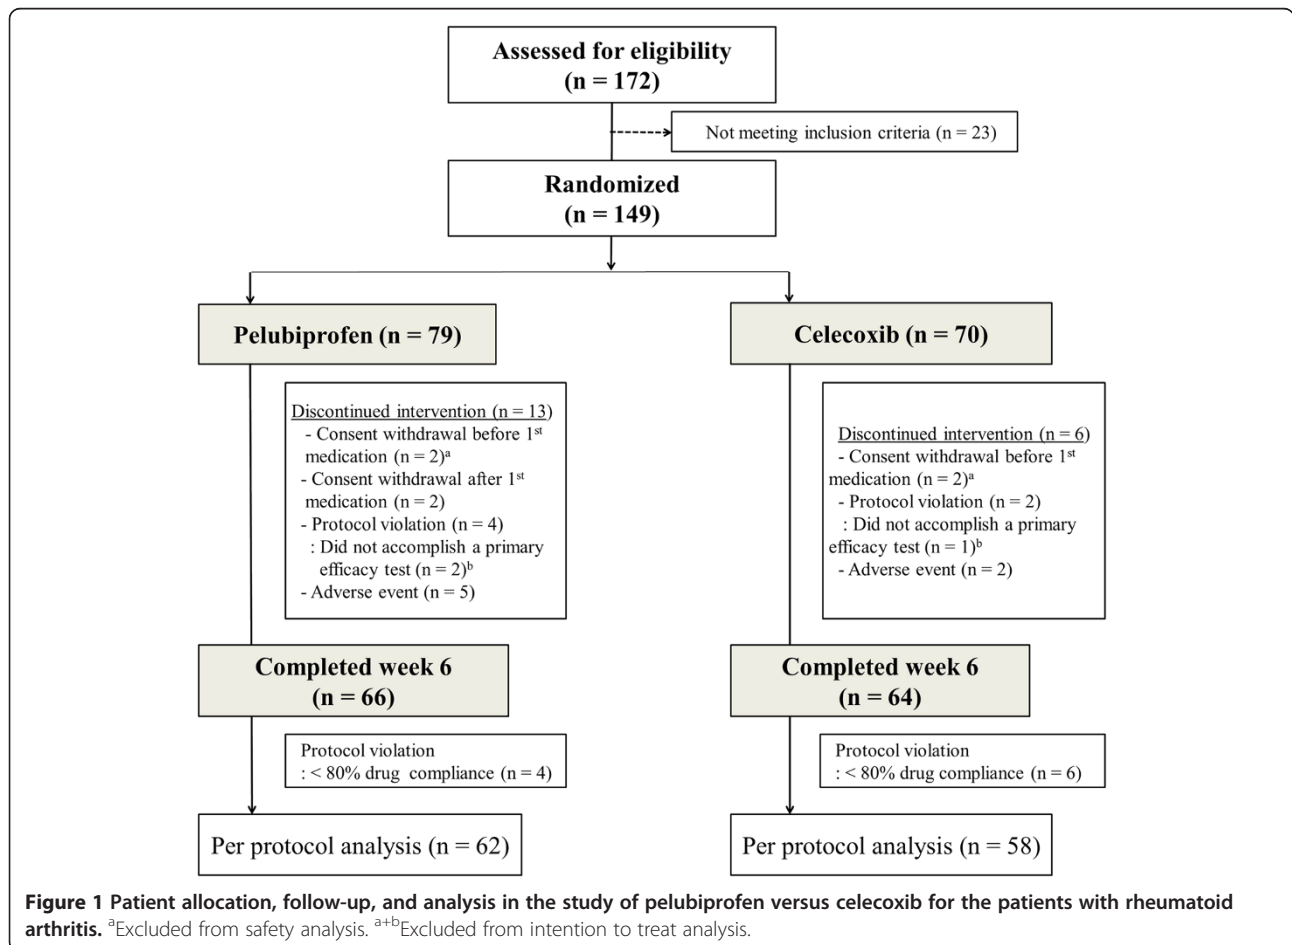 Assessed for eligibility
(n = 172)
Not meeting inclusion criteria (n = 23)
Randomized
(n = 149)
Pelubiprofen (n = 79)
Discontinued intervention (n = 13)
- Consent withdrawal before 1st
medication (n = 2)a
- Consent withdrawal after 1st
medication (n = 2)
- Protocol violation (n = 4)
: Did not accomplish a primary
efficacy test (n = 2)b
- Adverse event (n = 5)
Completed week 6
(n = 66)
Protocol violation
: < 80% drug compliance (n = 4)
Per protocol analysis (n = 62)
Celecoxib (n = 70)
Discontinued intervention (n = 6)
- Consent withdrawal before 1st
medication (n = 2)a
- Protocol violation (n = 2)
: Did not accomplish a primary
efficacy test (n = 1)b
- Adverse event (n = 2)
Completed week 6
(n = 64)
Protocol violation
: < 80% drug compliance (n = 6)
Per protocol analysis (n = 58)
Figure 1 Patient allocation, follow-up, and analysis in the study of pelubiprofen versus celecoxib for the patients with rheumatoid
arthritis. aExcluded from safety analysis. a+bExcluded from intention to treat analysis.